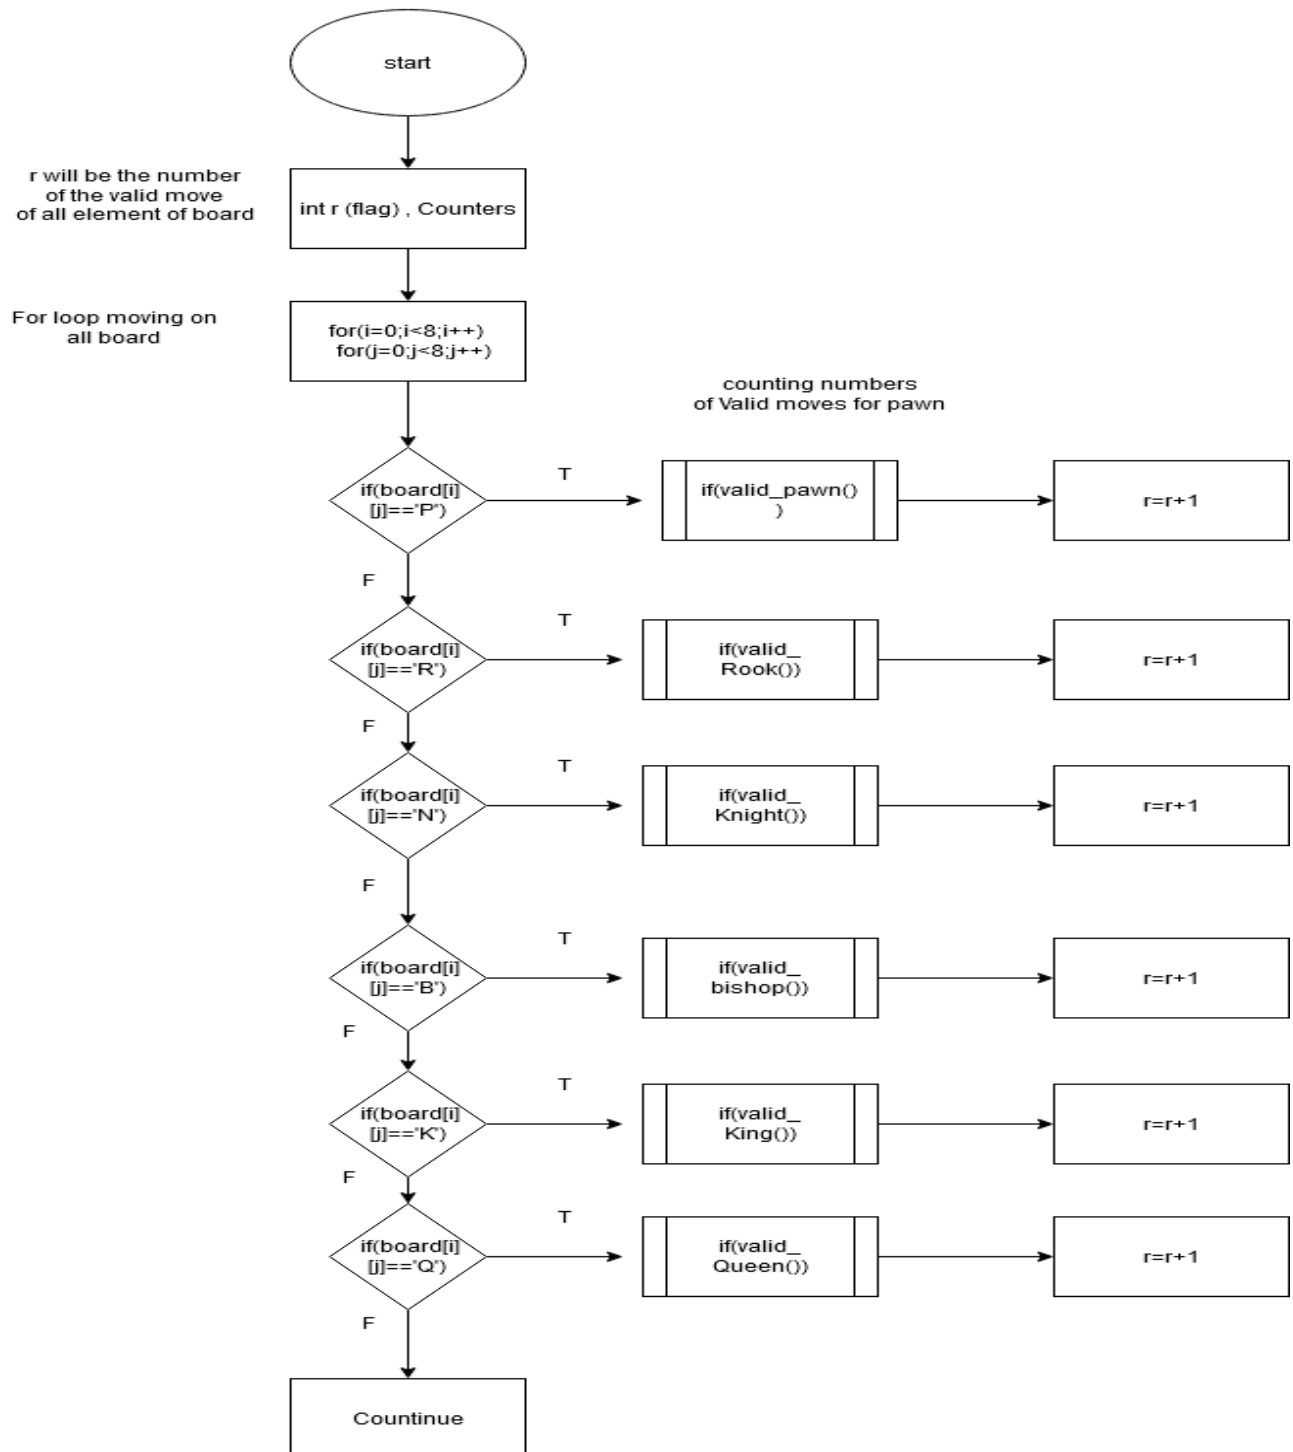 start
r will be the number
of the valid move
of all element of board
int r (flag) , Counters
For loop moving on
all board
for(i=0;i<8;i++)
for(j=0;j<8;j++)
counting numbers
of Valid moves for pawn
if(board[i]
[j]=='P')
T
if(valid_pawn()
)
r=r+1
F
if(board[i]
[j]=='R')
T
if(valid_
Rook())
r=r+1
F
if(board[i]
[j]=='N')
T
if(valid_
Knight())
r=r+1
F
if(board[i]
[j]=='B')
T
if(valid_
bishop())
r=r+1
F
if(board[i]
[j]=='K')
T
if(valid_
King())
r=r+1
F
if(board[i]
[j]=='Q')
T
if(valid_
Queen())
r=r+1
F
Countinue